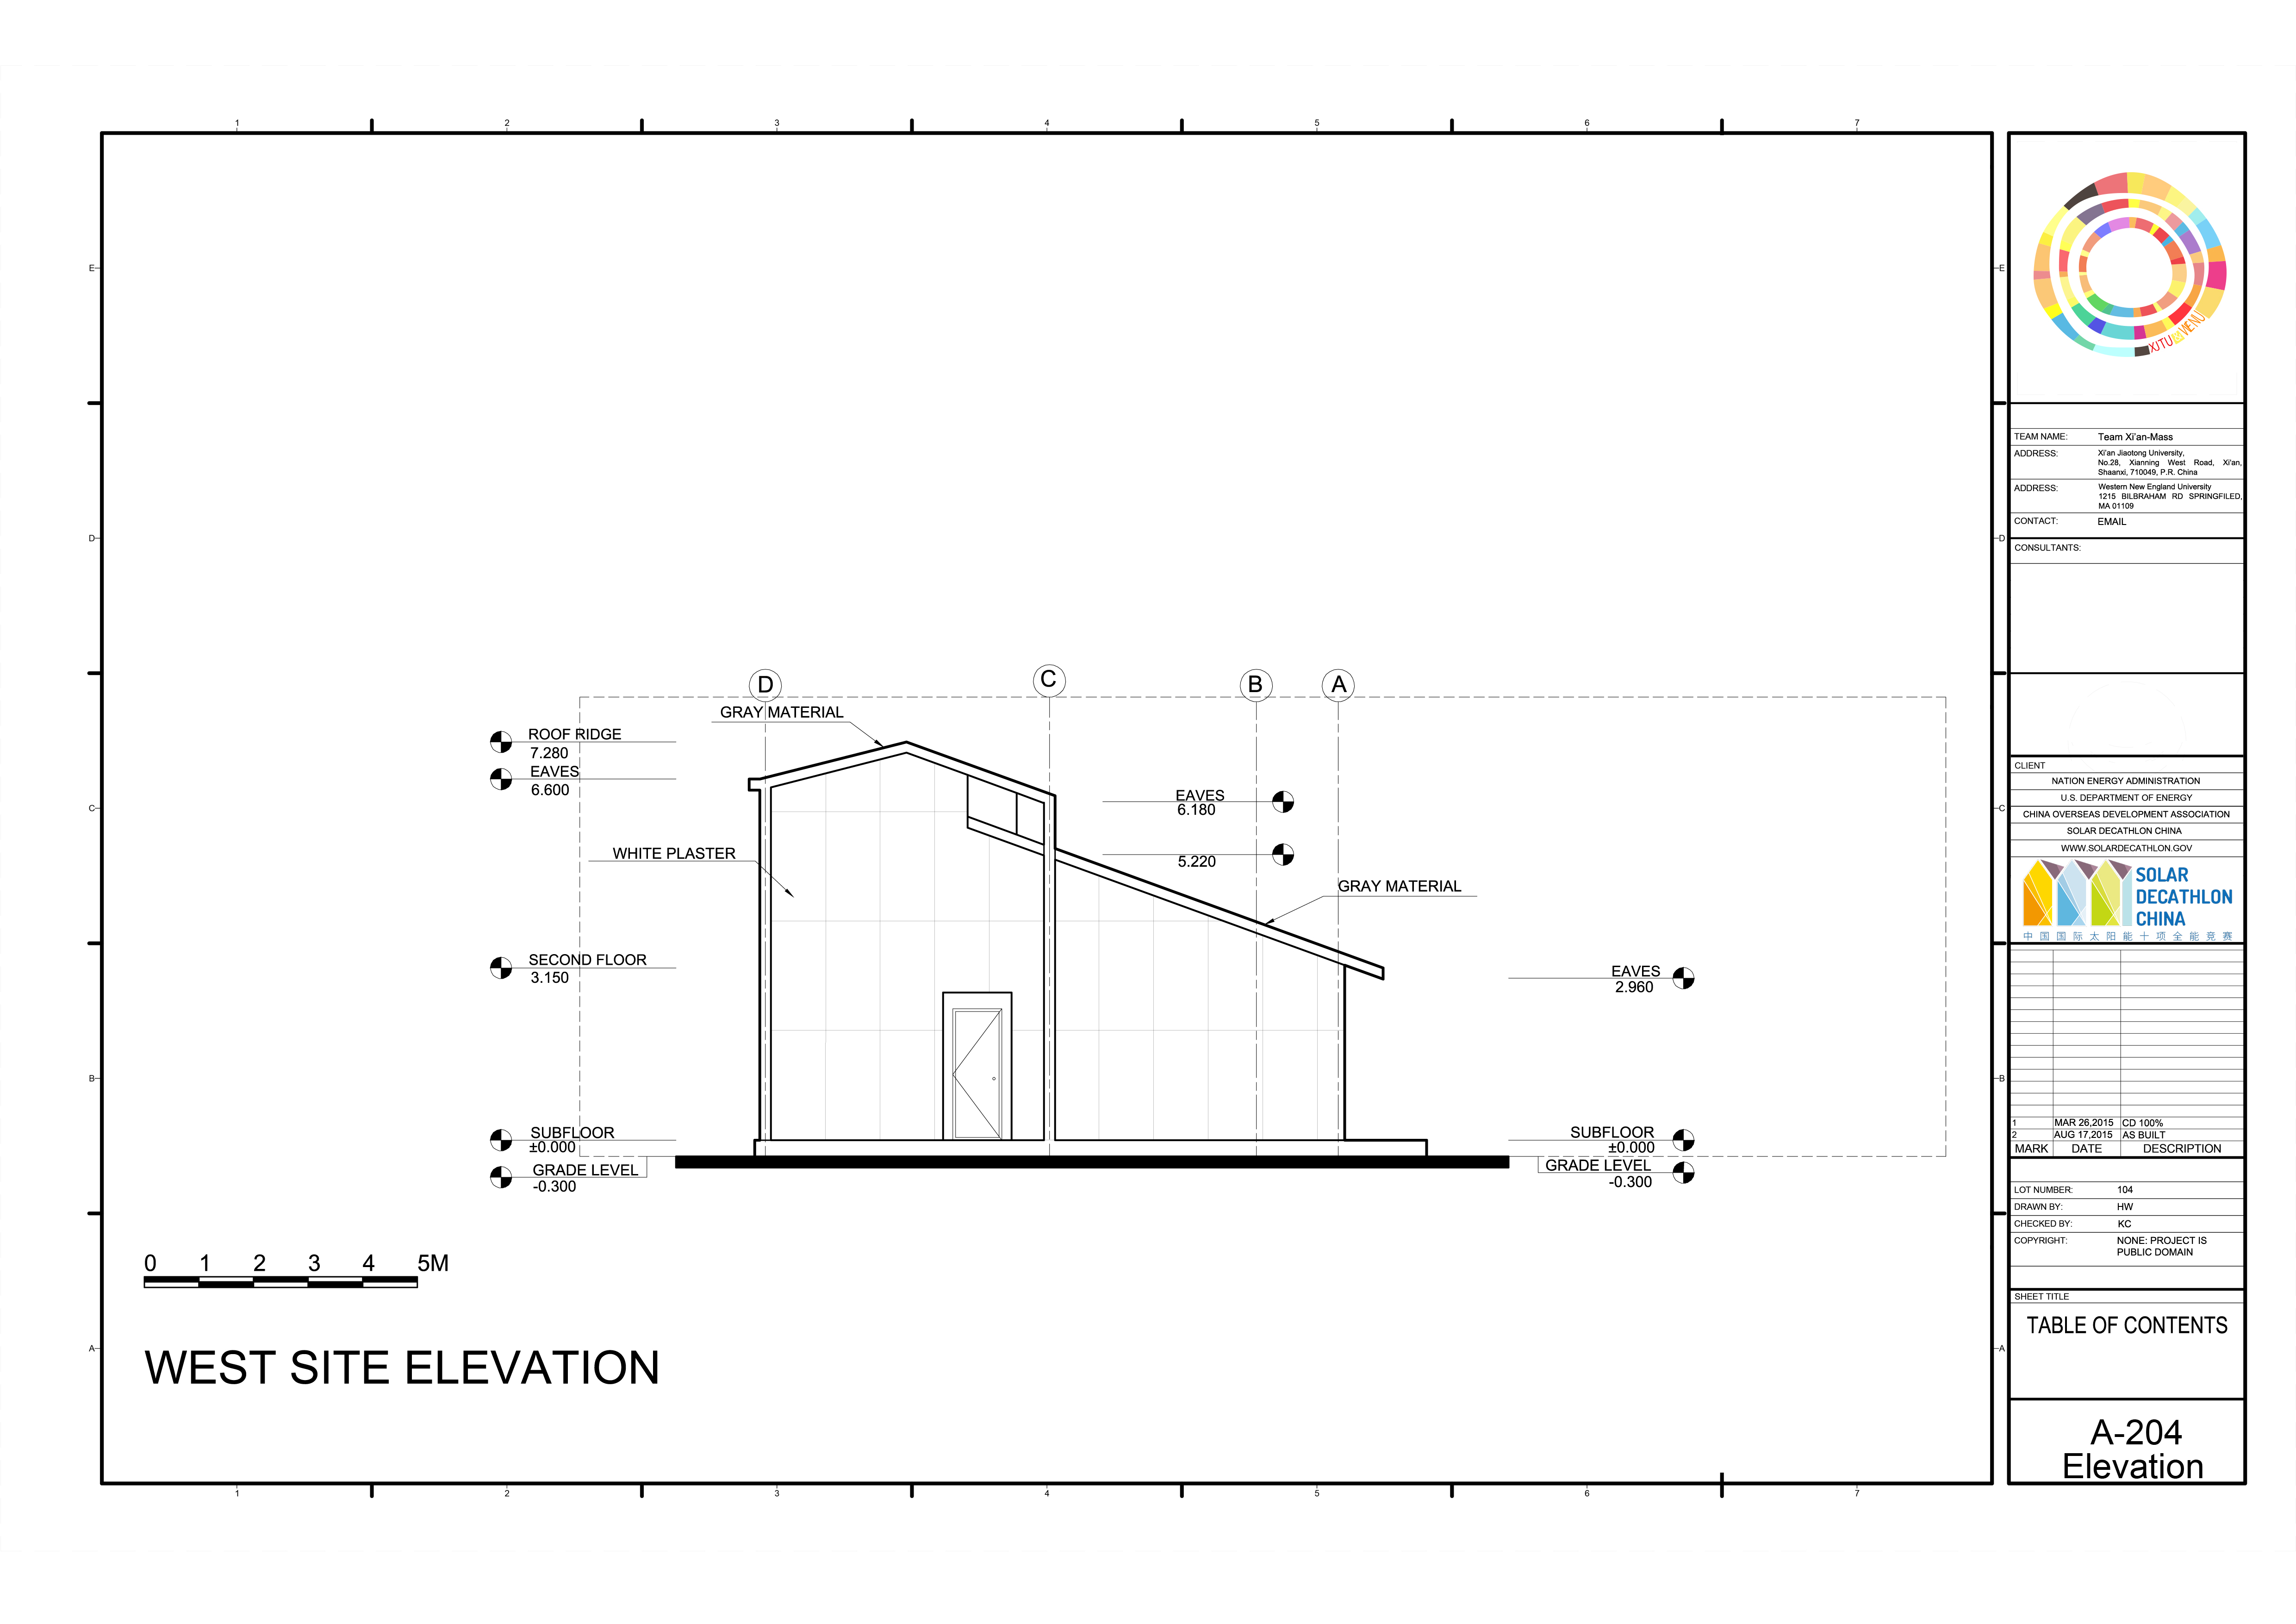 1 2 3 4 5 6 7
E E
D D
C C
B B
A A
D C B A
GRAY MATERIAL
ROOF RIDGE
7.280
EAVES
6.600
EAVES
6.180
WHITE PLASTER
5.220
GRAY MATERIAL
SECOND FLOOR
3.150
EAVES
2.960
SUBFLOOR
±0.000
GRADE LEVEL
-0.300
SUBFLOOR
±0.000
GRADE LEVEL
-0.300
0 1 2 3 4 5M
WEST SITE ELEVATION
1 2 3 4 5 6 7
XJTU WENU
TEAM NAME: Team Xi'an-Mass
ADDRESS: Xi'an Jiaotong University,
No.28, Xianning West Road, Xi'an,
Shaanxi, 710049, P.R. China
ADDRESS: Western New England University
1215 BILBRAHAM RD SPRINGFILED,
MA 01109
CONTACT: EMAIL
CONSULTANTS:
CLIENT
NATION ENERGY ADMINISTRATION
U.S. DEPARTMENT OF ENERGY
CHINA OVERSEAS DEVELOPMENT ASSOCIATION
SOLAR DECATHLON CHINA
WWW.SOLARDECATHLON.GOV
SOLAR
DECATHLON
CHINA
中国国际太阳能十项全能竞赛
1 MAR 26,2015 CD 100%
2 AUG 17,2015 AS BUILT
MARK DATE DESCRIPTION
LOT NUMBER: 104
DRAWN BY: HW
CHECKED BY: KC
COPYRIGHT: NONE: PROJECT IS
PUBLIC DOMAIN
SHEET TITLE
TABLE OF CONTENTS
A-204
Elevation